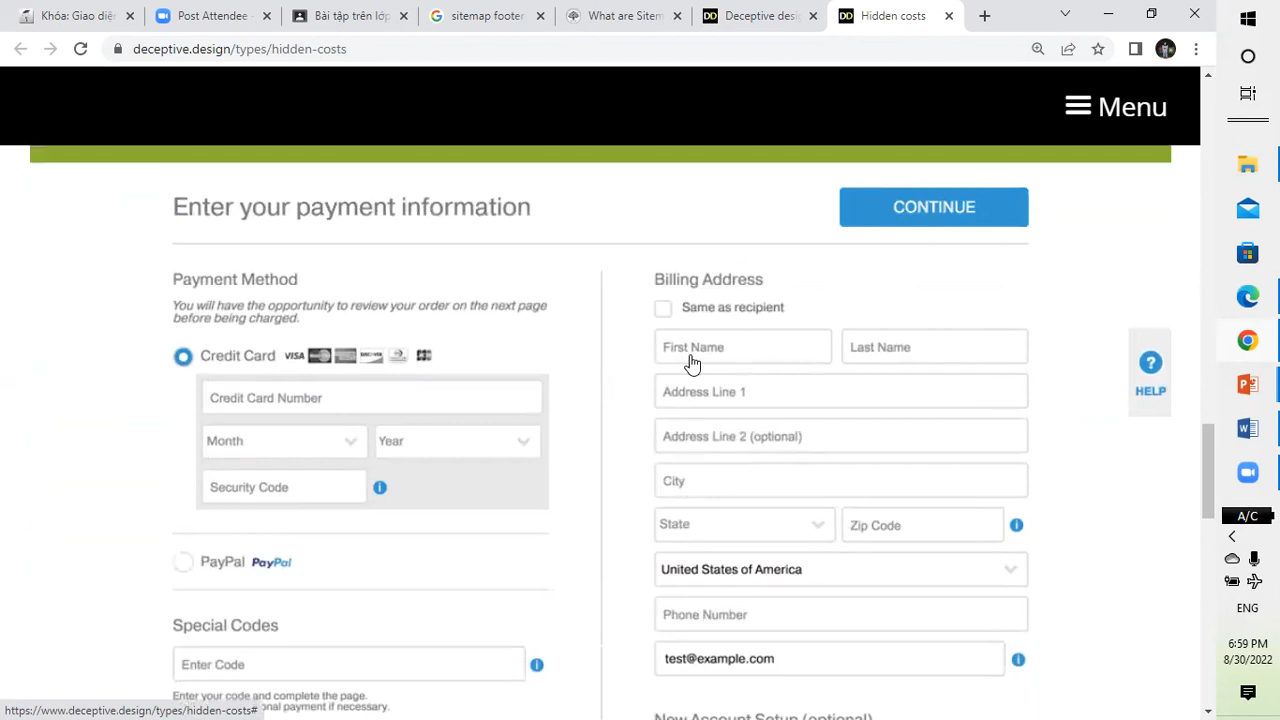 Khóa: Giao diệ
Post Attendee -
Bài tập trên lớp
sitemap footer
What are Sitem
Deceptive desi
Hidden costs
deceptive.design/types/hidden-costs
Menu
Enter your payment information
CONTINUE
Payment Method
You will have the opportunity to review your order on the next page
before being charged.
Credit Card VISA
Credit Card Number
Month
Year
Security Code
PayPal PayPal
Special Codes
Enter Code
Enter your code and complete the page.
onal payment if necessary.
Billing Address
Same as recipient
First Name
Last Name
Address Line 1
Address Line 2 (optional)
City
State
Zip Code
United States of America
Phone Number
test@example.com
New Account Setup (optional)
? HELP
https://www.deceptive.design/types/hidden-costs#
A/C
ENG
6:59 PM
8/30/2022